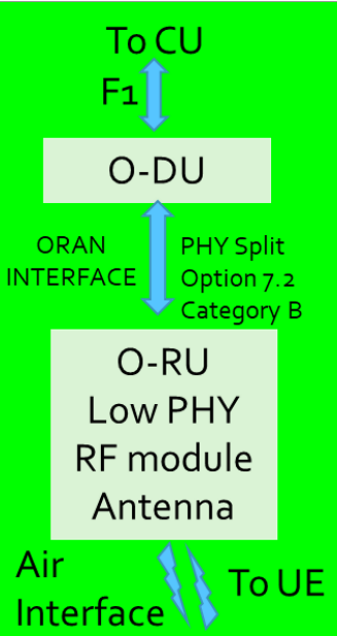 To CU
F1
O-DU
ORAN
INTERFACE
PHY Split
Option 7.2
Category B
O-RU
Low PHY
RF module
Antenna
Air
Interface
To UE